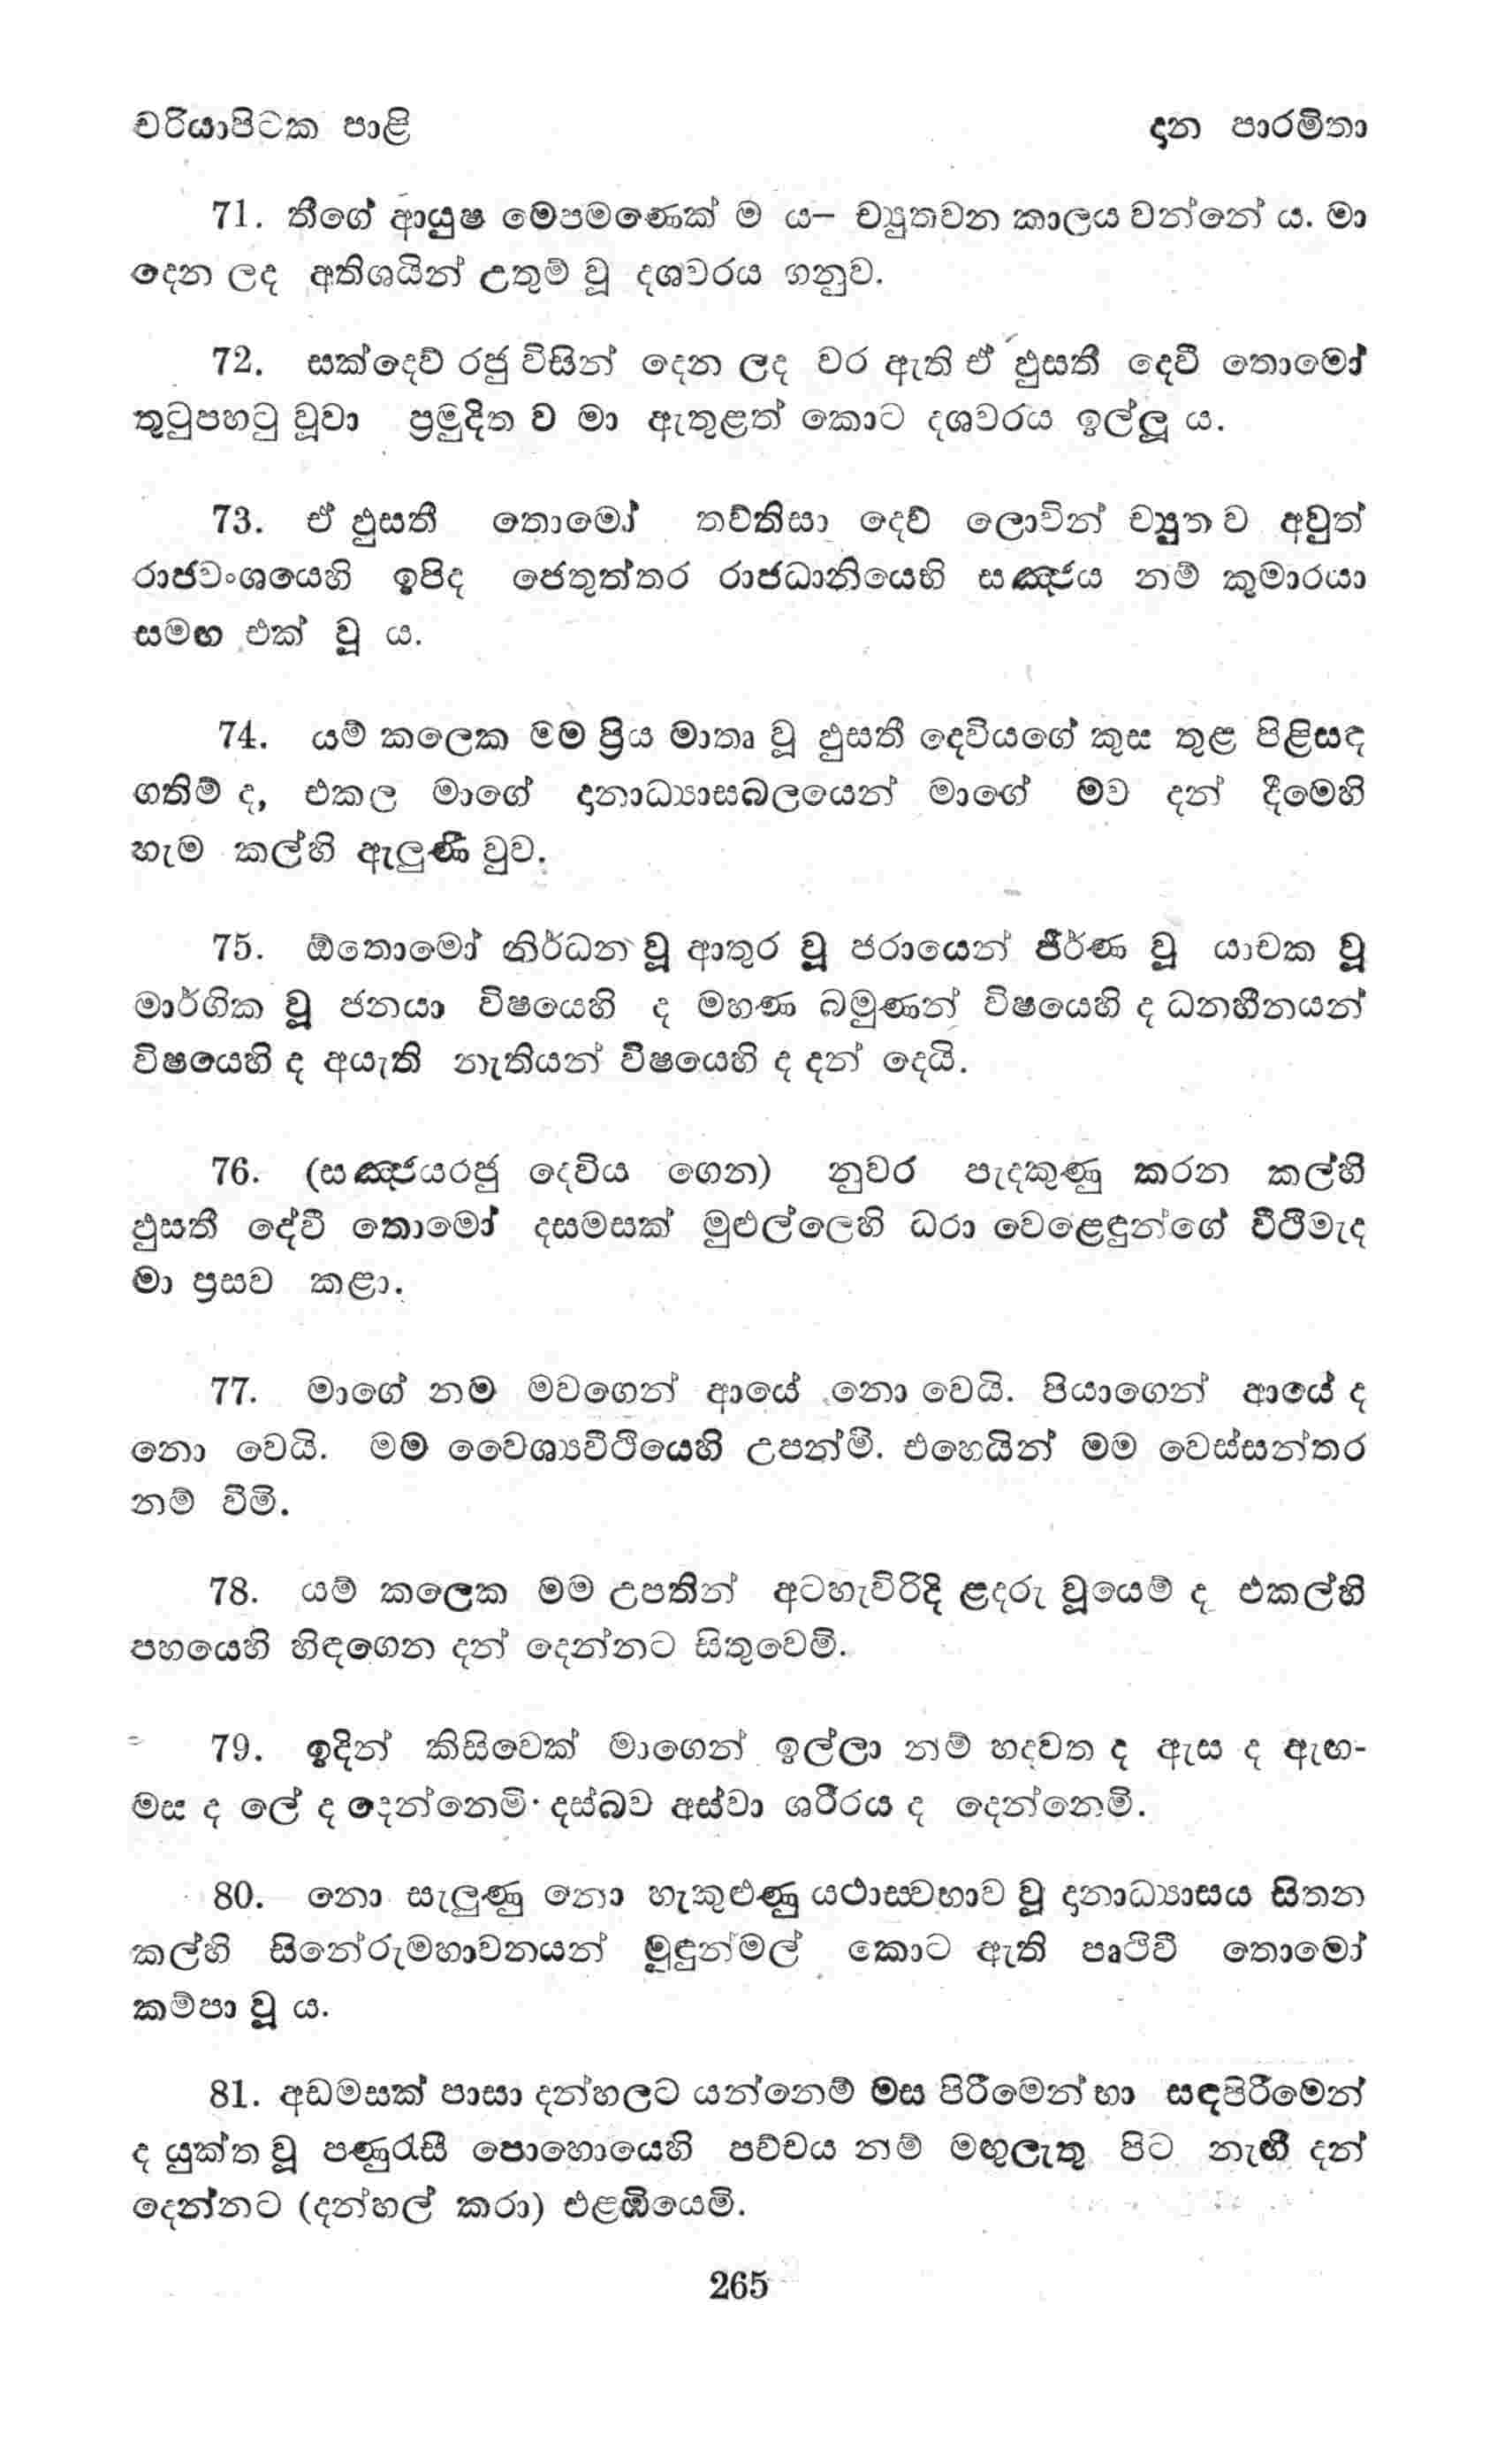 චරියාපිටක පාළි දාන පාරමිතා
71. තීගේ ආයුෂ මෙපමණෙක් ම ය– ච්‍යුතවන කාලය වන්නේ ය. මා
දෙන ලද අතිශයින් උතුම් වූ දශවරය ගනුව.
72. සක්දෙව් රජු විසින් දෙන ලද වර ඇති ඒ ඵුසතී දෙවී තොමෝ
තුටුපහටු වූවා ප්‍රමුදිත ව මා ඇතුළත් කොට දශවරය ඉල්ලූ ය.
73. ඒ ඵුසතී තොමෝ තව්තිසා දෙව් ලොවින් ච්‍යුත ව අවුත්
රාජවංශයෙහි ඉපිද ජෙතුත්තර රාජධානියෙහි සඤ්ජය නම් කුමාරයා
සමඟ එක් වූ ය.
74. යම් කලෙක මම ප්‍රිය මාතෘ වූ ඵුසතී දෙවියගේ කුස තුළ පිළිසඳ
ගතිම් ද, එකල මාගේ දානාධ්‍යාසබලයෙන් මාගේ මව දන් දීමෙහි
හැම කල්හි ඇලුණී වුව.
75. ඕතොමෝ නිර්ධන වූ ආතුර වූ ජරායෙන් ජීර්ණ වූ යාචක වූ
මාර්ගික වූ ජනයා විෂයෙහි ද මහණ බමුණන් විෂයෙහි ද ධනහීනයන්
විෂයෙහි ද අයැති නැතියන් විෂයෙහි ද දන් දෙයි.
76. (සඤ්ජයරජු දෙවිය ගෙන) නුවර පැදකුණු කරන කල්හි
ඵුසතී දේවී තොමෝ දසමසක් මුළුල්ලෙහි ධරා වෙළෙඳුන්ගේ වීථිමැද
මා ප්‍රසව කළා.
77. මාගේ නම මවගෙන් ආයේ නො වෙයි. පියාගෙන් ආයේ ද
නො වෙයි. මම වෛශ්‍යවීථියෙහි උපන්මි. එහෙයින් මම වෙස්සන්තර
නම් වීමි.
78. යම් කලෙක මම උපතින් අටහැවිරිදි ළදරු වූයෙම් ද එකල්හි
පහයෙහි හිඳගෙන දන් දෙන්නට සිතුවෙමි.
79. ඉදින් කිසිවෙක් මාගෙන් ඉල්ලා නම් හදවත ද ඇස ද ඇඟ-
මස ද ලේ ද දෙන්නෙමි. දස්බව අස්වා ශරීරය ද දෙන්නෙමි.
80. නො සැලුණු නො හැකුළුණු යථාස්වභාව වූ දානාධ්‍යාසය සිතන
කල්හි සිනේරුමහාවනයන් මුඳුන්මල් කොට ඇති පෘථිවී තොමෝ
කම්පා වූ ය.
81. අඩමසක් පාසා දන්හලට යන්නෙම් මස පිරීමෙන් හා සඳපිරීමෙන්
ද යුක්ත වූ පණුරැසී පොහොයෙහි පච්චය නම් මඟුලැතු පිට නැඟී දන්
දෙන්නට (දන්හල් කරා) එළඹියෙමි.
265